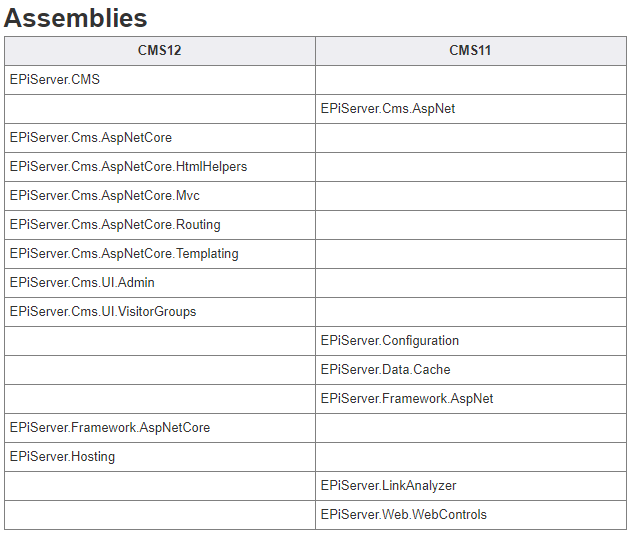 Assemblies
CMS12 CMS11
EPiServer.CMS
EPiServer.Cms.AspNet
EPiServer.Cms.AspNetCore
EPiServer.Cms.AspNetCore.HtmlHelpers
EPiServer.Cms.AspNetCore.Mvc
EPiServer.Cms.AspNetCore.Routing
EPiServer.Cms.AspNetCore.Templating
EPiServer.Cms.UI.Admin
EPiServer.Cms.UI.VisitorGroups
EPiServer.Configuration
EPiServer.Data.Cache
EPiServer.Framework.AspNet
EPiServer.Framework.AspNetCore
EPiServer.Hosting
EPiServer.LinkAnalyzer
EPiServer.Web.WebControls